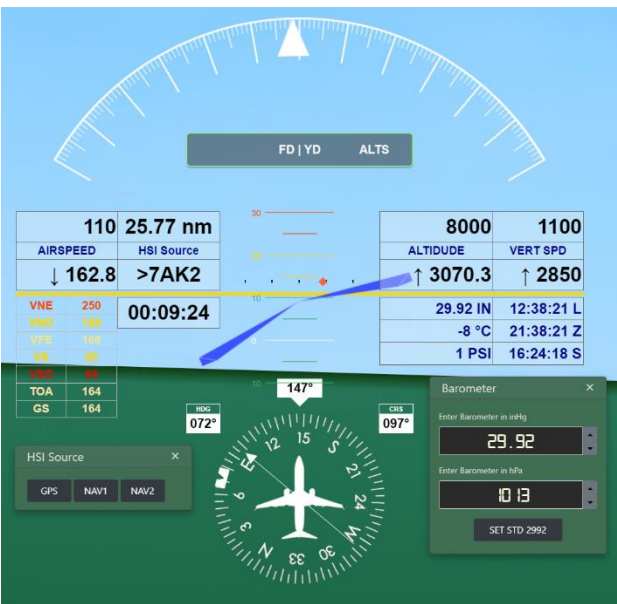 FD | YD ALTS
30
20
10
0
10
110 25.77 nm
AIRSPEED HSI Source
↓ 162.8 >7AK2
00:09:24
VNE 250
VFE 168
TOA 164
GS 164
8000 1100
ALTIDUDE VERT SPD
↑ 3070.3 ↑ 2850
29.92 IN 12:38:21 L
-8 °C 21:38:21 Z
1 PSI 16:24:18 S
147°
HDG
072°
CRS
097°
12 15 S 21 24 W 30 33 N 3 6 E
HSI Source ×
GPS NAV1 NAV2
Barometer ×
Enter Barometer in inHg
29.92
Enter Barometer in hPa
1013
SET STD 2992